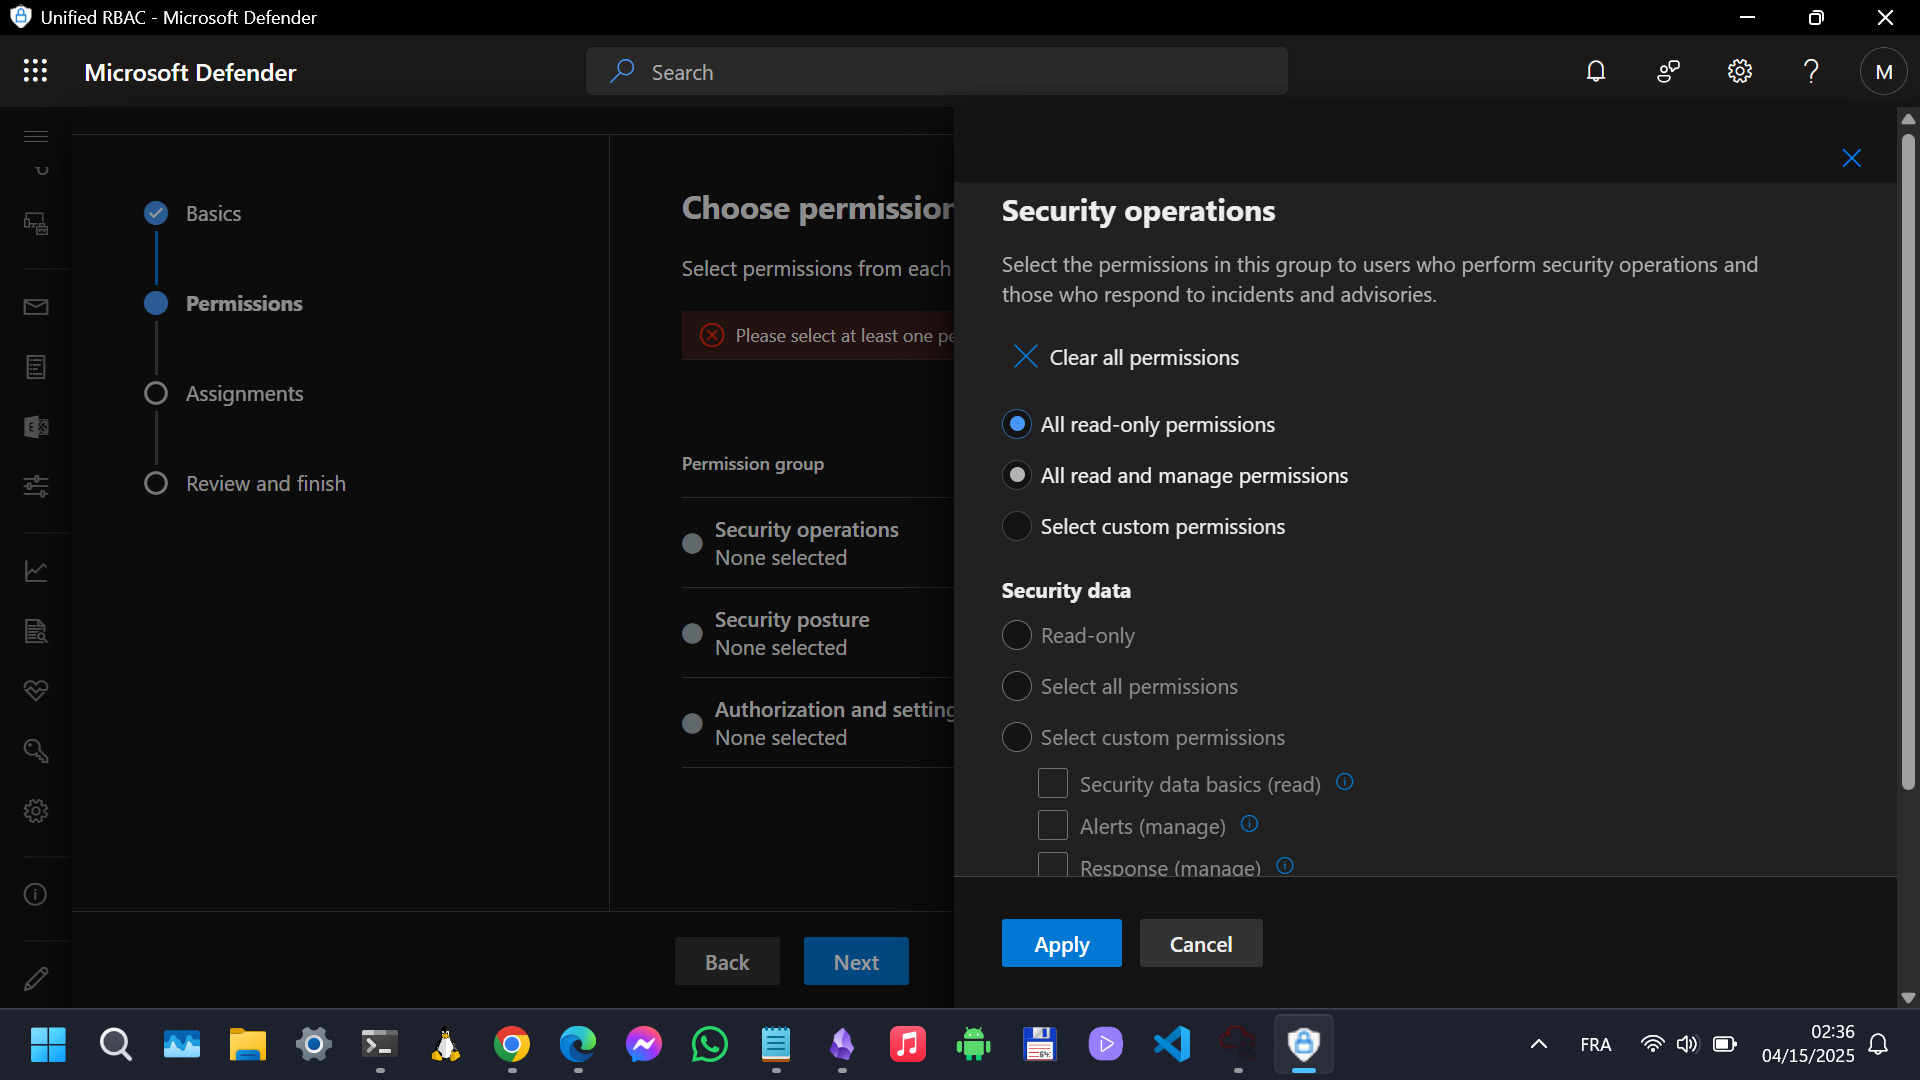 Unified RBAC - Microsoft Defender
Microsoft Defender
Search
M
Basics
Permissions
Assignments
Review and finish
Choose permission
Select permissions from each
Please select at least one pe
Permission group
Security operations
None selected
Security posture
None selected
Authorization and setting
None selected
Back
Next
Security operations
Select the permissions in this group to users who perform security operations and
those who respond to incidents and advisories.
Clear all permissions
All read-only permissions
All read and manage permissions
Select custom permissions
Security data
Read-only
Select all permissions
Select custom permissions
Security data basics (read)
Alerts (manage)
Response (manage)
Apply
Cancel
FRA
02:36
04/15/2025